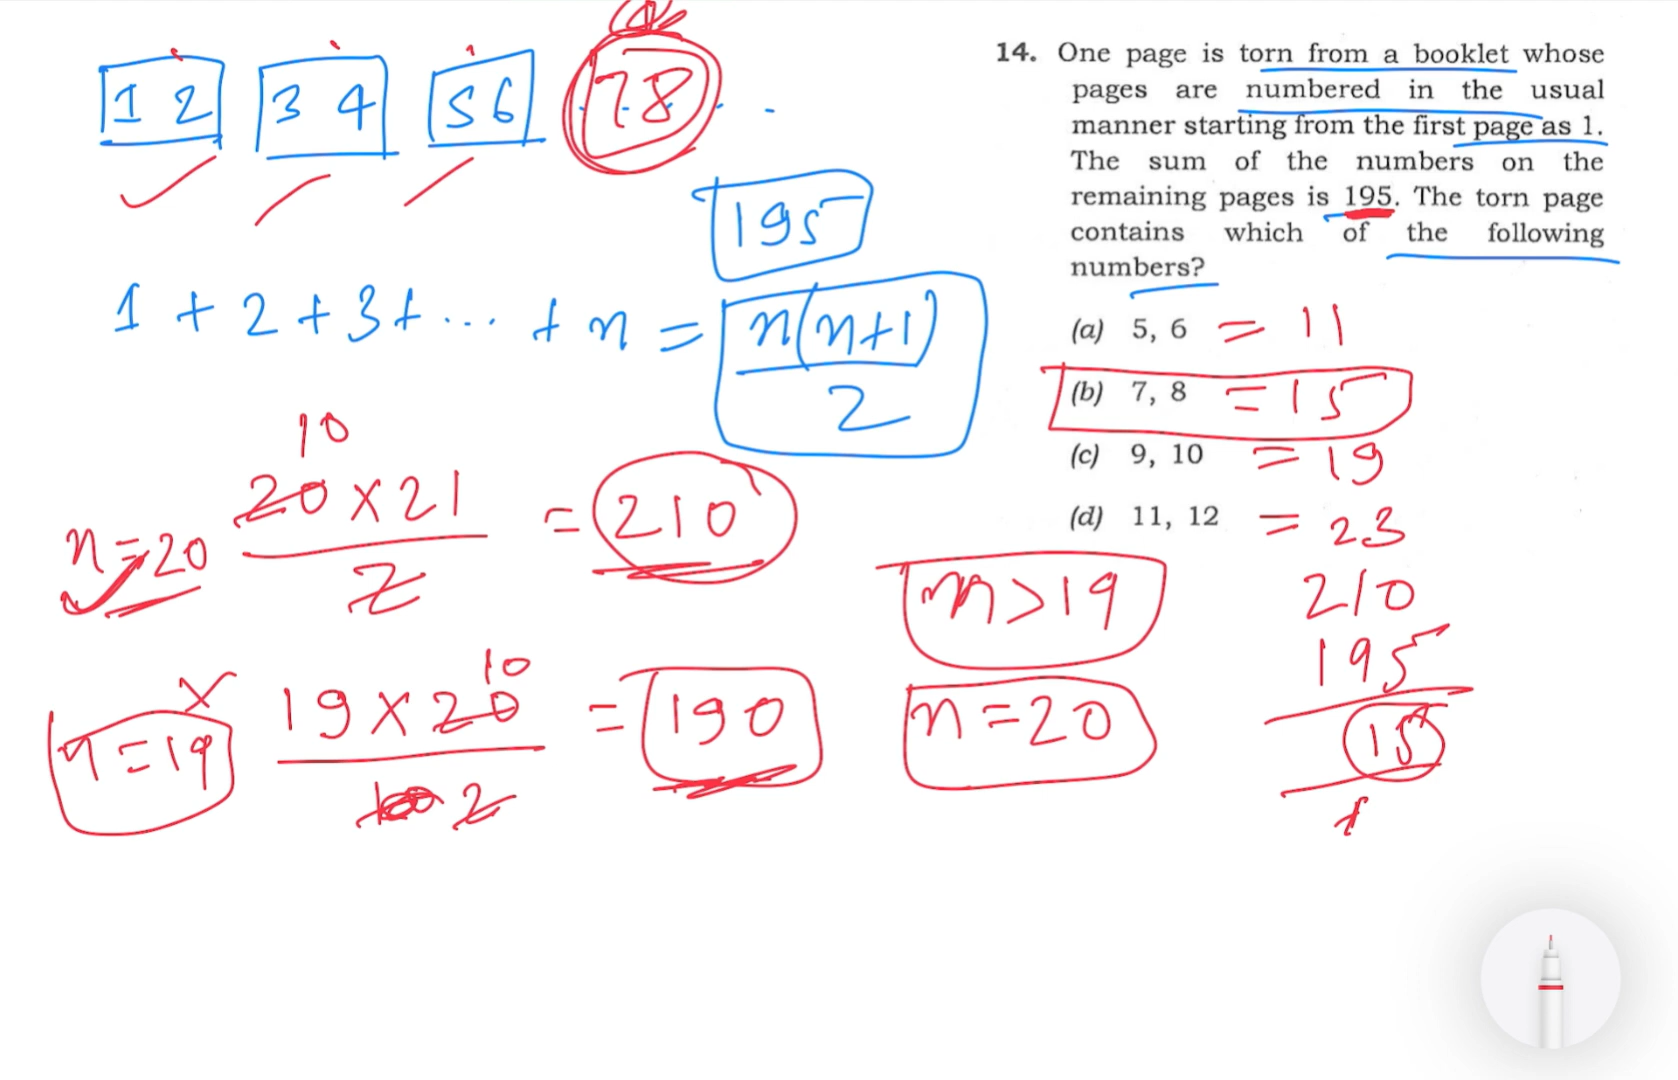 1 2 3 4 5 6 7 8
195
1 + 2 + 3 + ... + n = n(n+1)
2
10
n=20 20 × 21 = 210
2
10
n=19 19 × 20 = 190
2
14. One page is torn from a booklet whose
pages are numbered in the usual
manner starting from the first page as 1.
The sum of the numbers on the
remaining pages is 195. The torn page
contains which of the following
numbers?
(a) 5, 6 = 11
(b) 7, 8 = 15
(c) 9, 10 = 19
(d) 11, 12 = 23
n>19
n=20
210
195
15